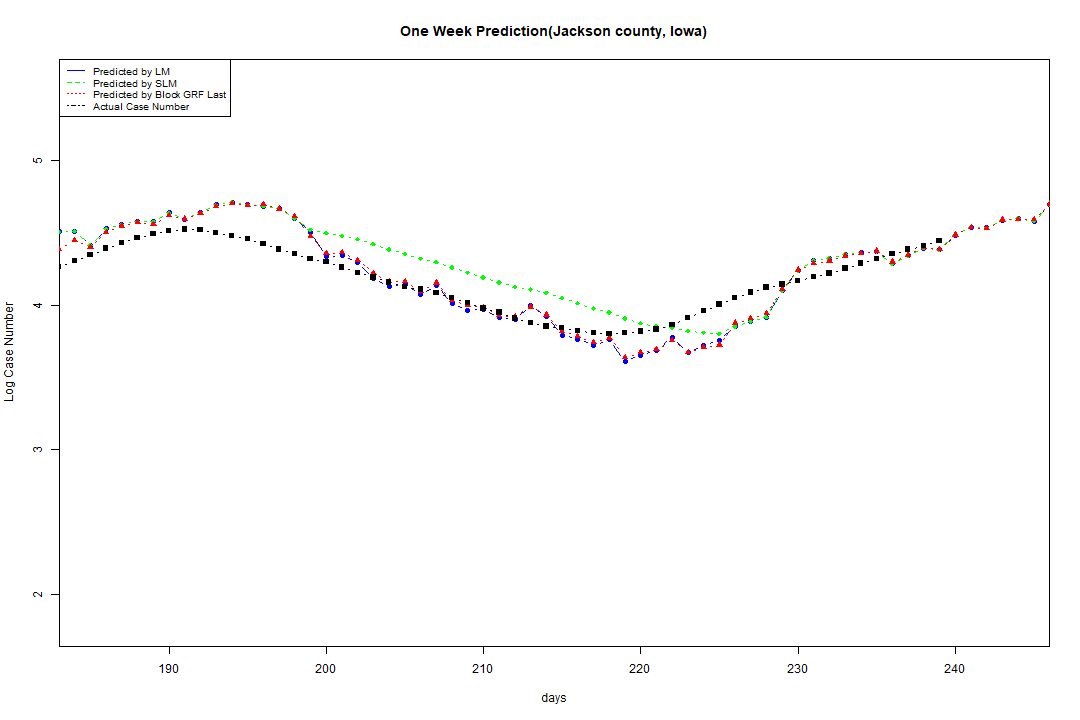 One Week Prediction(Jackson county, Iowa)
Predicted by LM
Predicted by SLM
Predicted by Block GRF Last
Actual Case Number
5
4
3
2
Log Case Number
190 200 210 220 230 240
days